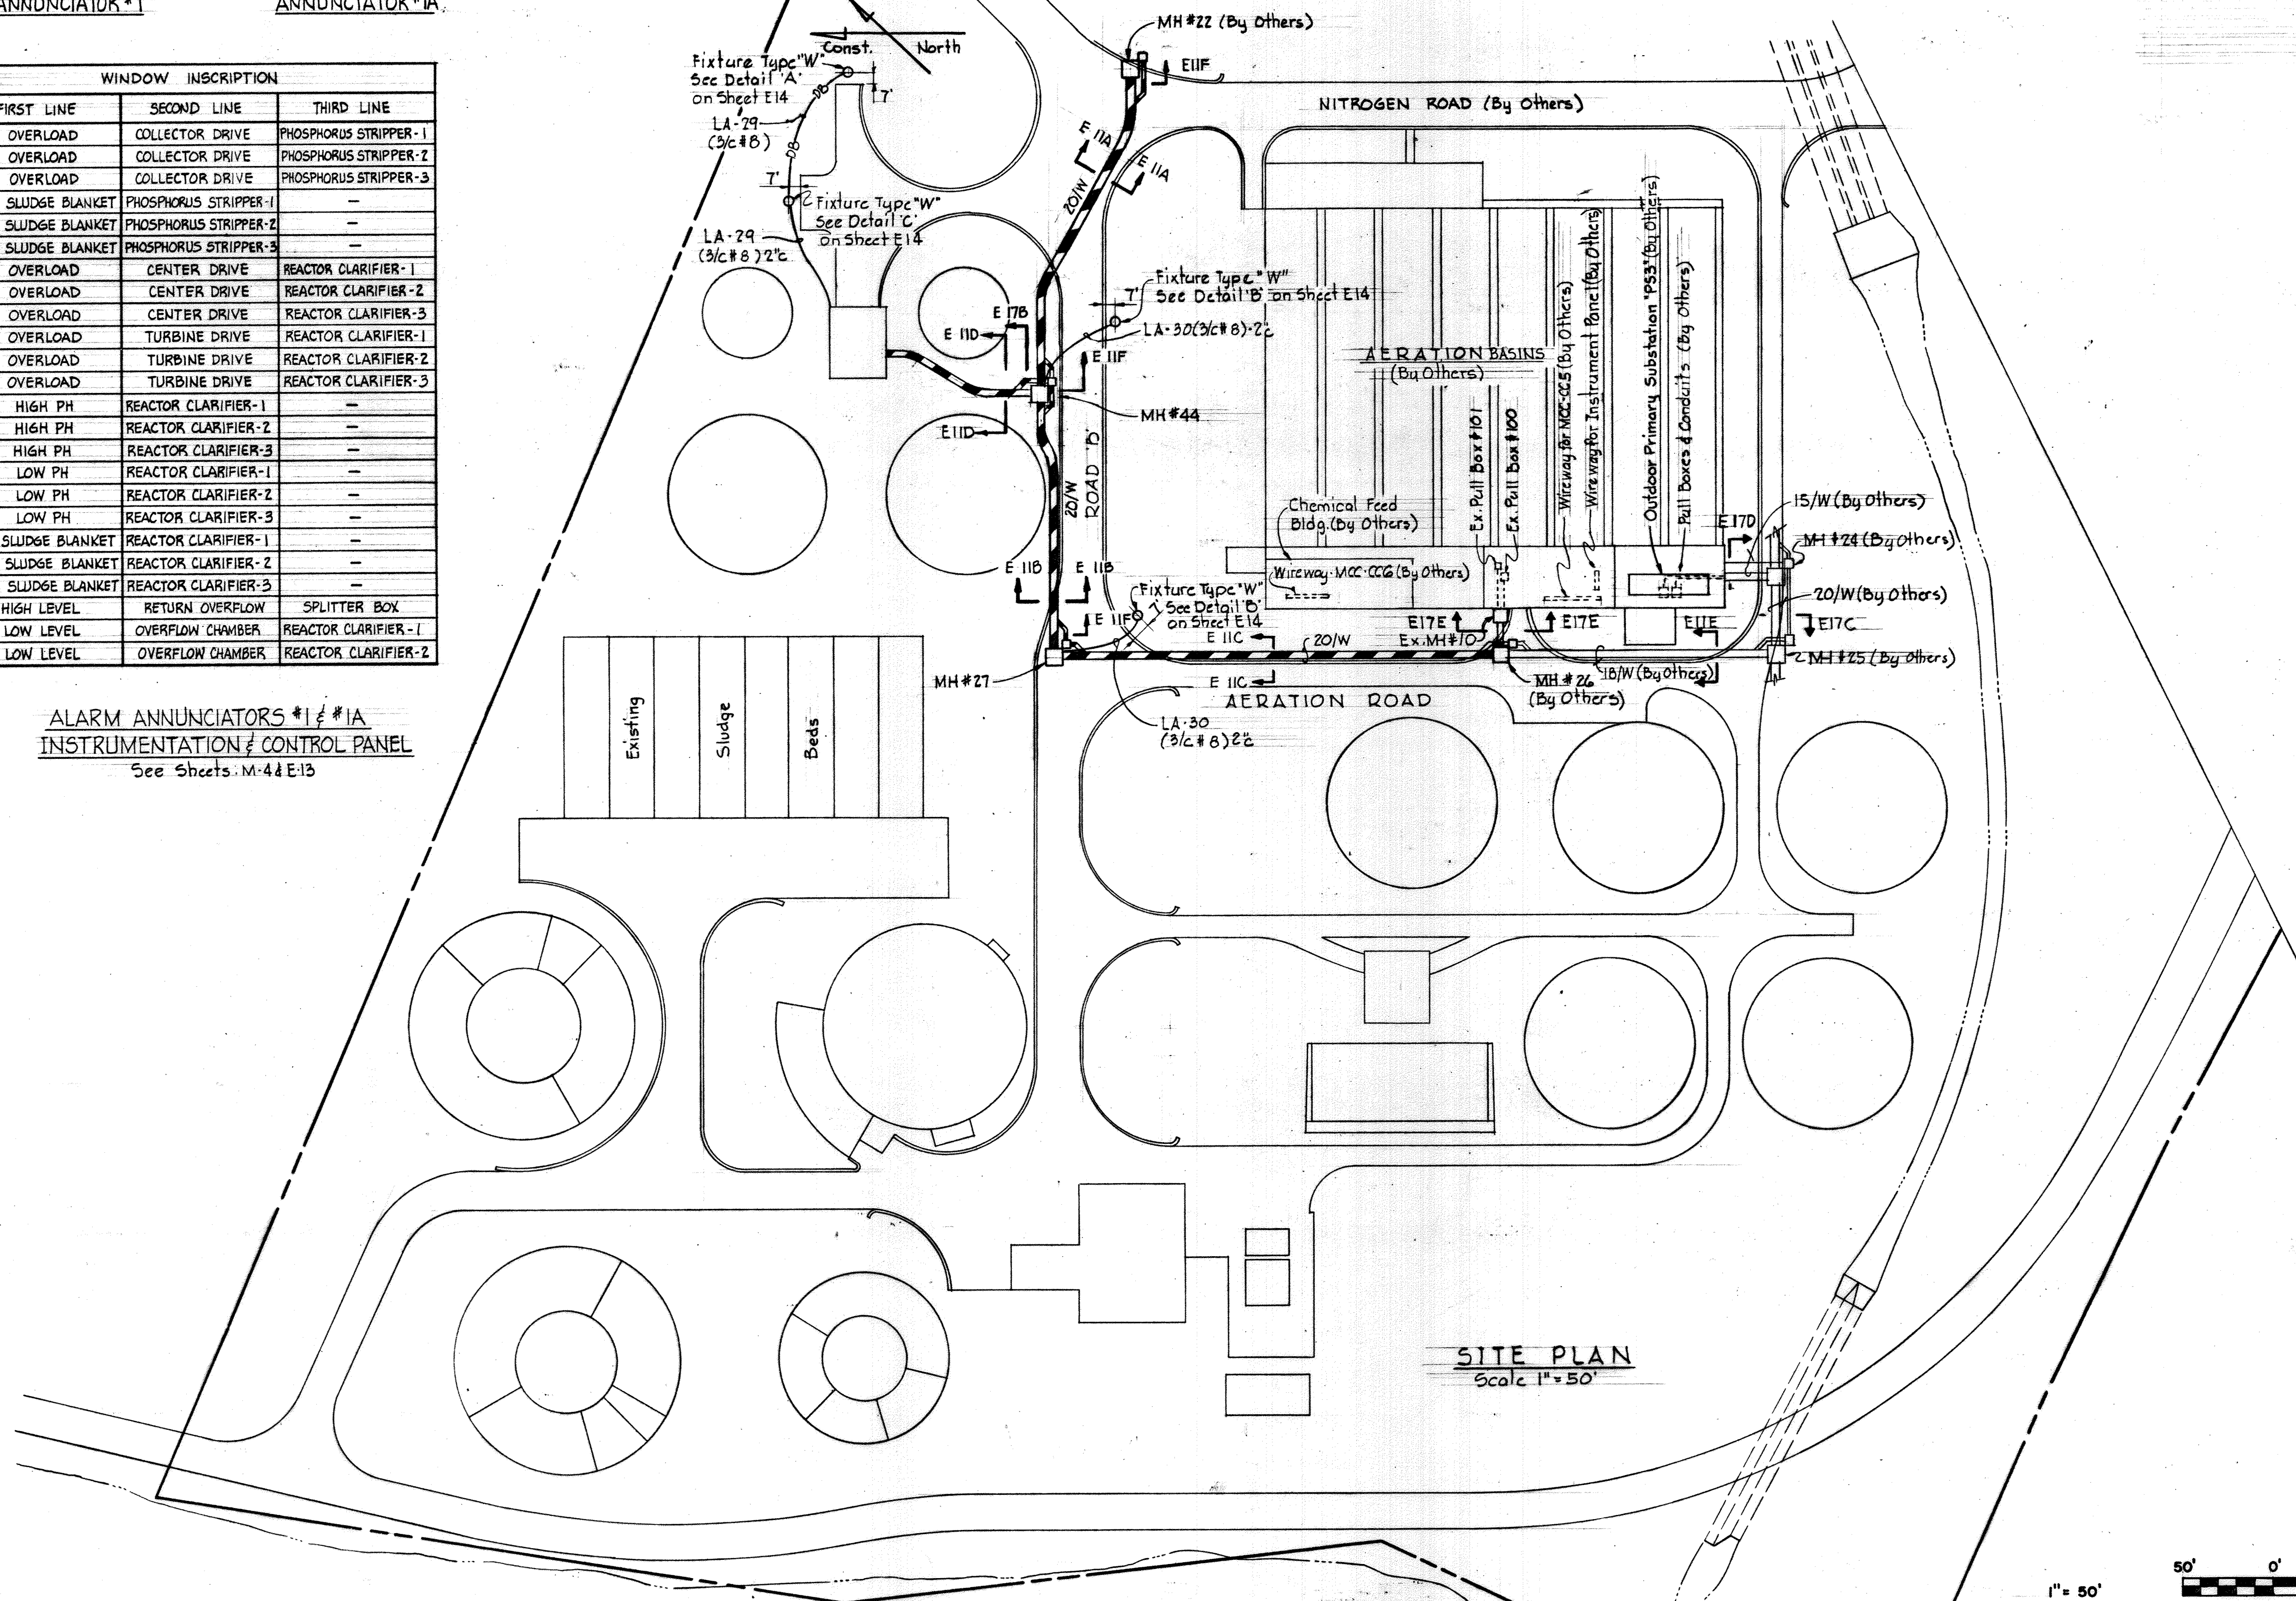 ANNUNCIATOR #1
ANNUNCIATOR #1A
WINDOW INSCRIPTION
FIRST LINE SECOND LINE THIRD LINE
OVERLOAD COLLECTOR DRIVE PHOSPHORUS STRIPPER-1
OVERLOAD COLLECTOR DRIVE PHOSPHORUS STRIPPER-2
OVERLOAD COLLECTOR DRIVE PHOSPHORUS STRIPPER-3
SLUDGE BLANKET PHOSPHORUS STRIPPER-1 —
SLUDGE BLANKET PHOSPHORUS STRIPPER-2 —
SLUDGE BLANKET PHOSPHORUS STRIPPER-3 —
OVERLOAD CENTER DRIVE REACTOR CLARIFIER-1
OVERLOAD CENTER DRIVE REACTOR CLARIFIER-2
OVERLOAD CENTER DRIVE REACTOR CLARIFIER-3
OVERLOAD TURBINE DRIVE REACTOR CLARIFIER-1
OVERLOAD TURBINE DRIVE REACTOR CLARIFIER-2
OVERLOAD TURBINE DRIVE REACTOR CLARIFIER-3
HIGH PH REACTOR CLARIFIER-1 —
HIGH PH REACTOR CLARIFIER-2 —
HIGH PH REACTOR CLARIFIER-3 —
LOW PH REACTOR CLARIFIER-1 —
LOW PH REACTOR CLARIFIER-2 —
LOW PH REACTOR CLARIFIER-3 —
SLUDGE BLANKET REACTOR CLARIFIER-1 —
SLUDGE BLANKET REACTOR CLARIFIER-2 —
SLUDGE BLANKET REACTOR CLARIFIER-3 —
HIGH LEVEL RETURN OVERFLOW SPLITTER BOX
LOW LEVEL OVERFLOW CHAMBER REACTOR CLARIFIER-1
LOW LEVEL OVERFLOW CHAMBER REACTOR CLARIFIER-2
ALARM ANNUNCIATORS #1 & #1A
INSTRUMENTATION & CONTROL PANEL
See Sheets: M-4 & E-13
Const. North
Fixture Type "W"
See Detail 'A'
on Sheet E14
7'
DB
LA-29
(3/c#8)
DB
7'
Fixture Type "W"
See Detail 'C'
on Sheet E14
LA-29
(3/c#8) 2"c
MH #22 (By Others)
E11F
NITROGEN ROAD (By Others)
E 11A
E 11A
20/W
Fixture Type "W"
See Detail 'B' on Sheet E14
7'
LA-30(3/c#8)-2"c
E 17B
E 11D
E 11F
MH#44
E11D
20/W
ROAD 'B'
AERATION BASINS
(By Others)
Ex. Pull Box #101
Ex. Pull Box #100
Wireway for MCC-CC5 (By Others)
Wireway for Instrument Panel (By Others)
Outdoor Primary Substation "PS3" (By Others)
Pull Boxes & Conduits (By Others)
Chemical Feed
Bldg. (By Others)
Wireway-MCC-CC6 (By Others)
15/W (By Others)
E 17D
MH #24 (By Others)
20/W (By Others)
E17C
MH #25 (By Others)
E 11B E 11B
Fixture Type "W"
7' See Detail 'B'
on Sheet E14
E 11F
E 11C
20/W
E17E
E17E
E11E
Ex. MH#10
MH#27
E 11C
MH #26
(By Others)
18/W (By Others)
AERATION ROAD
LA-30
(3/c#8) 2"c
Existing
Sludge
Beds
SITE PLAN
Scale 1"=50'
1"= 50'
50' 0'